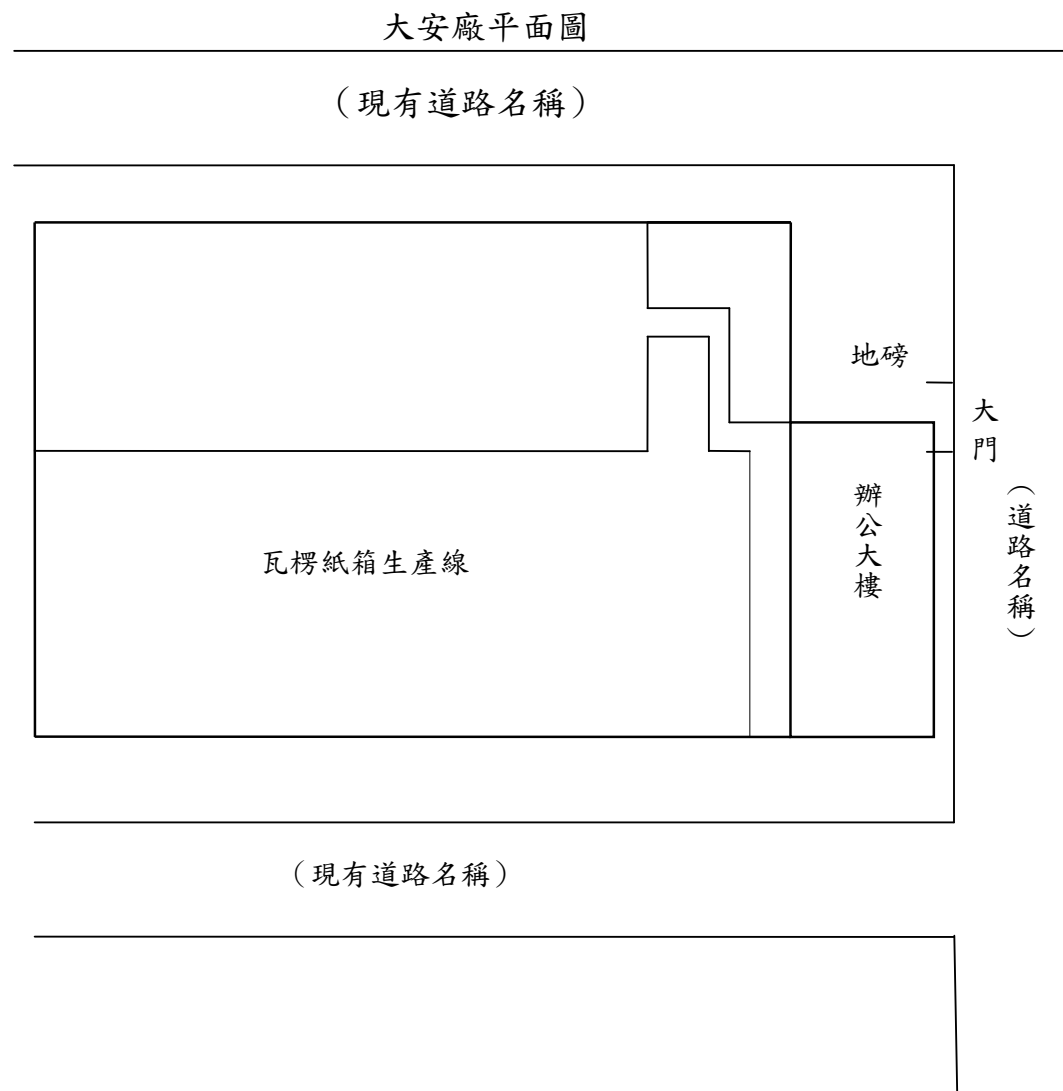 大安廠平面圖
（現有道路名稱）
地磅
大門
（道路名稱）
辦公大樓
瓦楞紙箱生產線
（現有道路名稱）